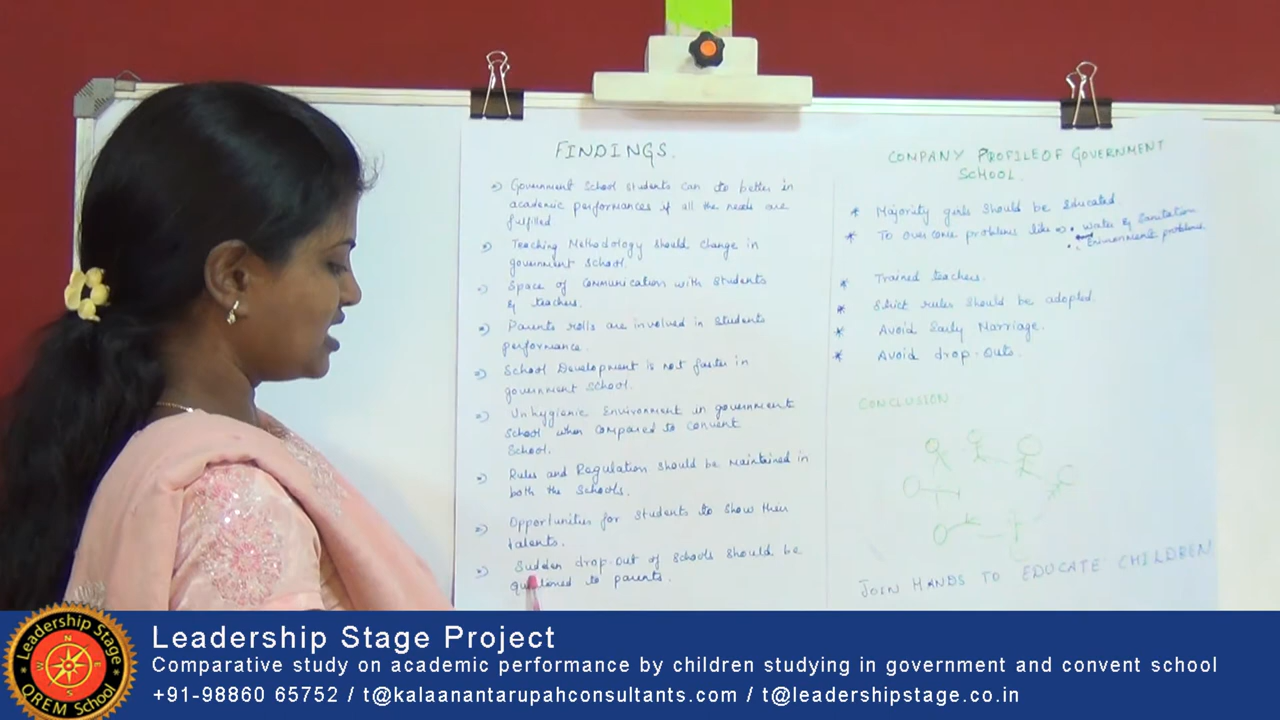 FINDINGS.
Government School students can do better in
academic performances if all the needs are
fulfilled
Teaching Methodology should change in
government school.
Space of communication with students
& teachers.
Parents rolls are involved in students
performance.
School Development is not faster in
government school.
Unhygienic Environment in government
School when compared to convent
School.
Rules and Regulation should be maintained in
both the schools.
Opportunities for students to show their
talents.
Sudden drop-out of schools should be
questioned to parents.
COMPANY PROFILE OF GOVERNMENT
SCHOOL.
* Majority girls should be educated.
* To overcome problems like → • Water & Sanitation
• Environment problems
* Trained teachers.
* Strict rules should be adopted.
* Avoid Early Marriage.
* Avoid drop-outs.
CONCLUSION
JOIN HANDS TO EDUCATE CHILDREN
Leadership Stage
QREM School
N
E
S
W
Leadership Stage Project
Comparative study on academic performance by children studying in government and convent school
+91-98860 65752 / t@kalaanantarupahconsultants.com / t@leadershipstage.co.in